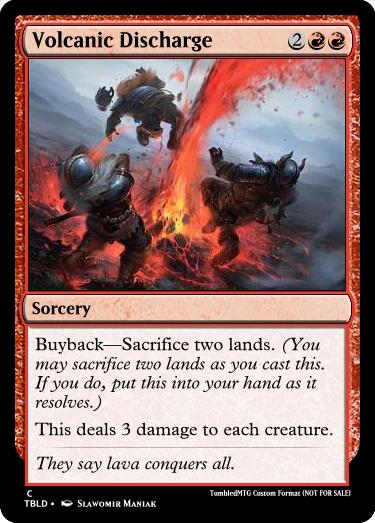 Volcanic Discharge 2
Sorcery
Buyback—Sacrifice two lands. (You
may sacrifice two lands as you cast this.
If you do, put this into your hand as it
resolves.)
This deals 3 damage to each creature.
They say lava conquers all.
C
TBLD • Slawomir Maniak
TumbledMTG Custom Format (NOT FOR SALE)